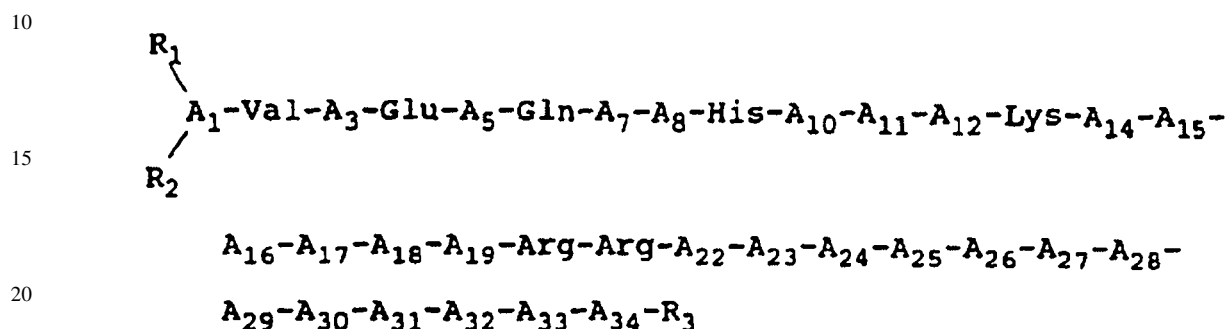 10
R₁
A₁-Val-A₃-Glu-A₅-Gln-A₇-A₈-His-A₁₀-A₁₁-A₁₂-Lys-A₁₄-A₁₅-
15
R₂
A₁₆-A₁₇-A₁₈-A₁₉-Arg-Arg-A₂₂-A₂₃-A₂₄-A₂₅-A₂₆-A₂₇-A₂₈-
20
A₂₉-A₃₀-A₃₁-A₃₂-A₃₃-A₃₄-R₃